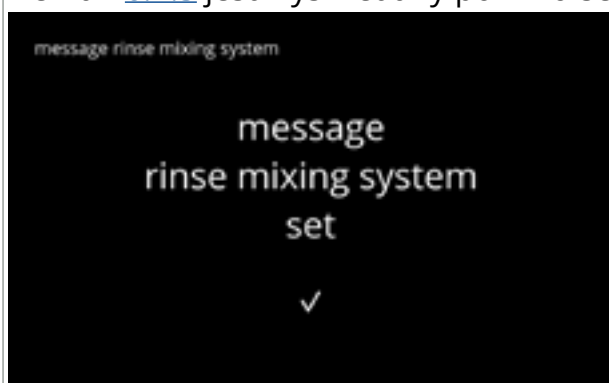 message rinse mixing system
message
rinse mixing system
set
✓